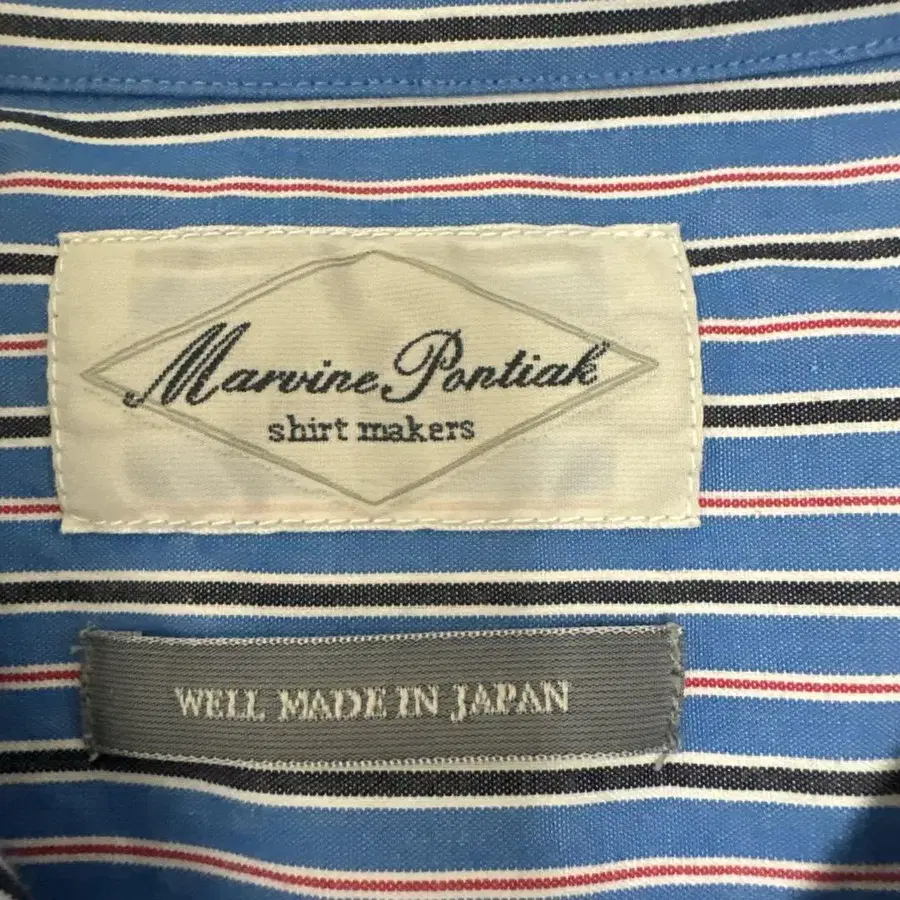 Marvine Pontiak
shirt makers
WELL MADE IN JAPAN